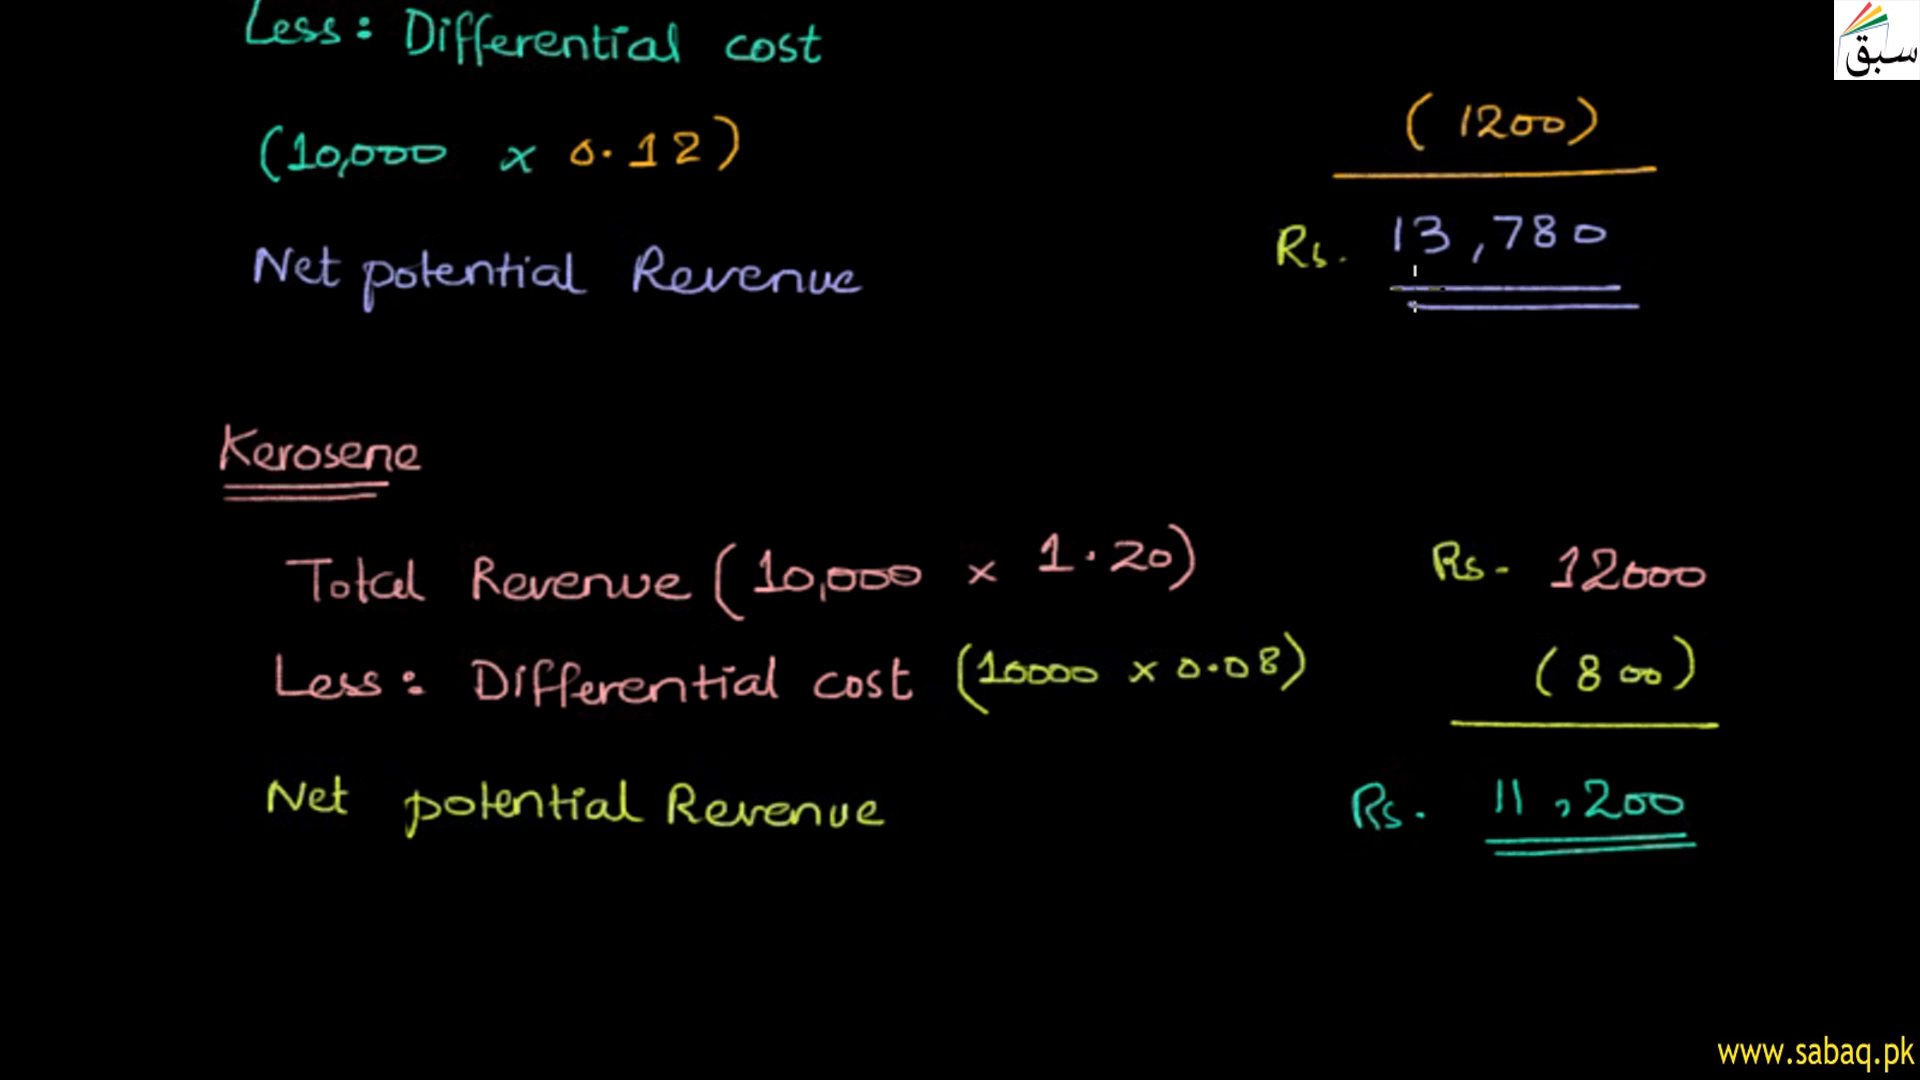 Less: Differential cost
سبق
(10,000 x 0.12) (1200)
Net potential Revenue Rs. 13,780
Kerosene
Total Revenue (10,000 x 1.20) Rs- 12000
Less: Differential cost (10000 x 0.08) (800)
Net potential Revenue Rs. 11,200
www.sabaq.pk